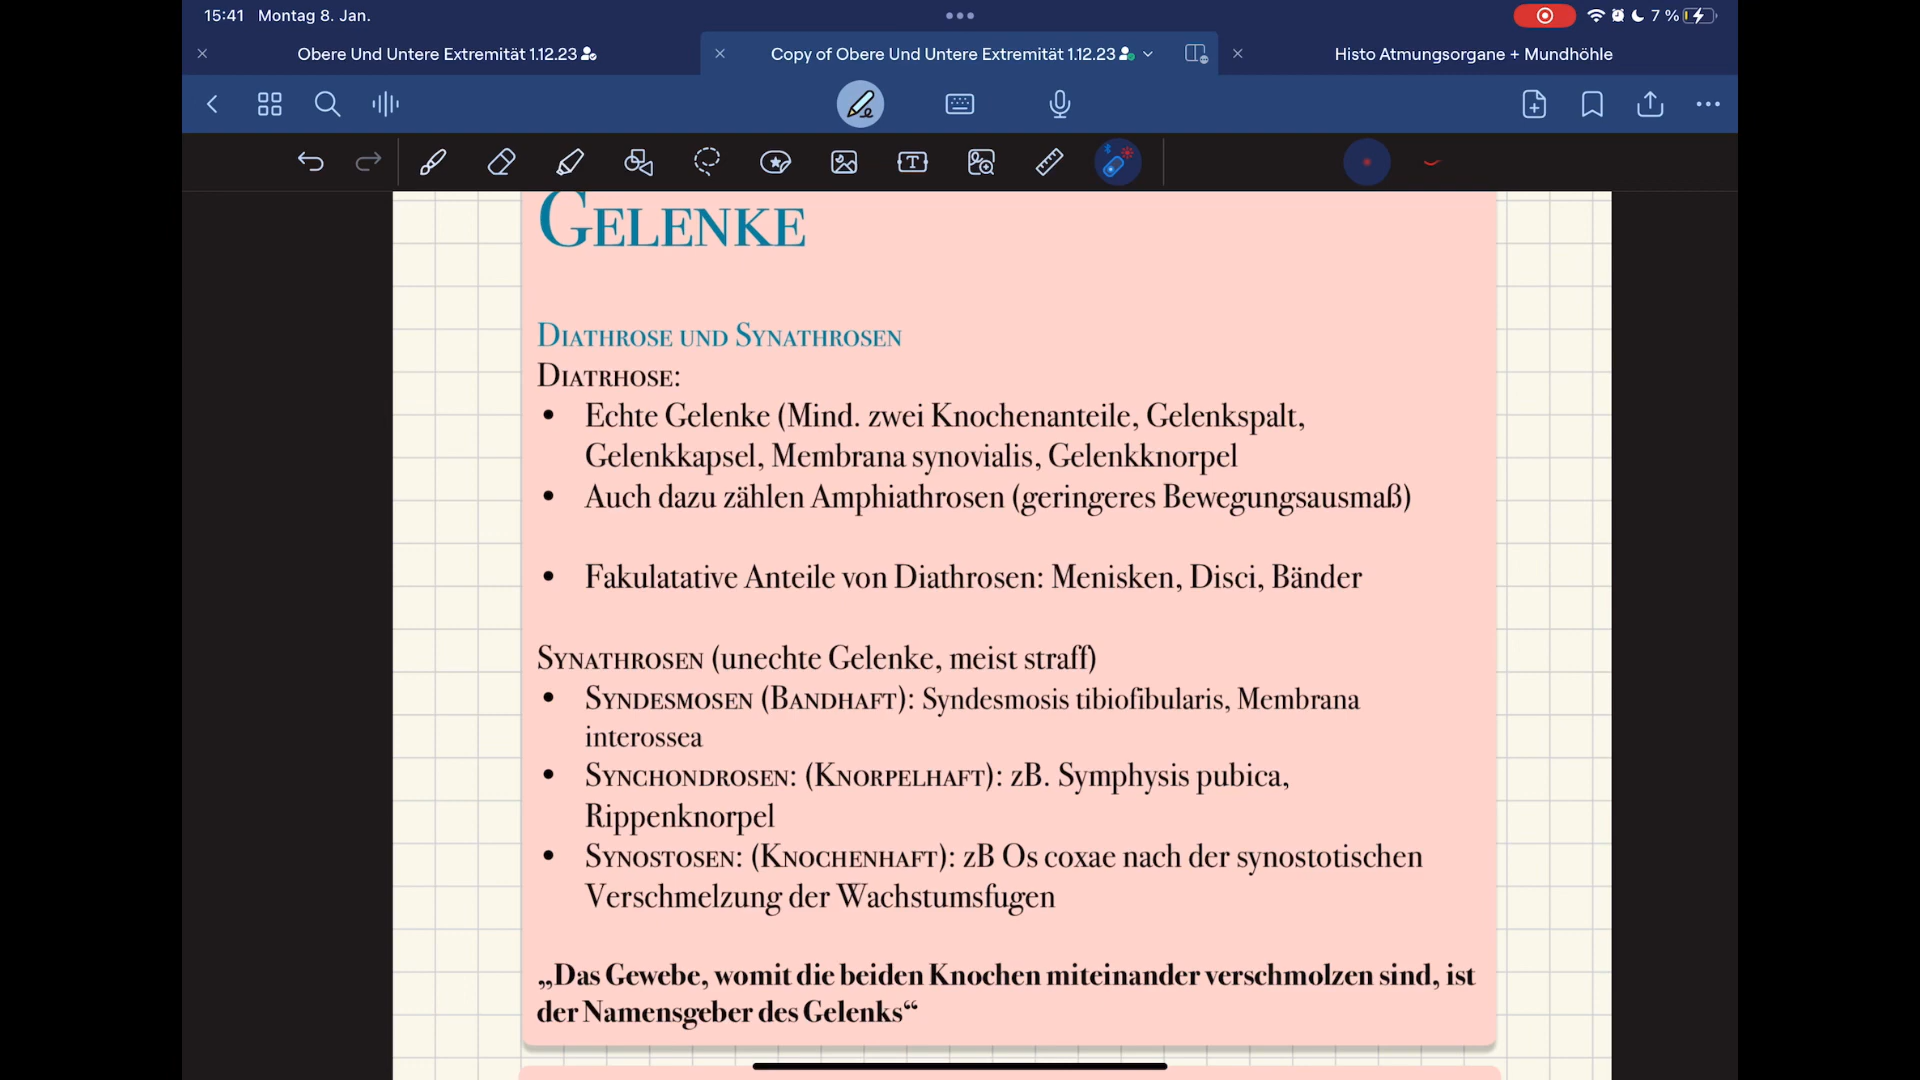 15:41 Montag 8. Jan.
7 %
Obere Und Untere Extremität 1.12.23
Copy of Obere Und Untere Extremität 1.12.23
Histo Atmungsorgane + Mundhöhle
GELENKE
DIATHROSE UND SYNATHROSEN
DIATRHOSE:
• Echte Gelenke (Mind. zwei Knochenanteile, Gelenkspalt,
Gelenkkapsel, Membrana synovialis, Gelenkknorpel
• Auch dazu zählen Amphiathrosen (geringeres Bewegungsausmaß)
• Fakulatative Anteile von Diathrosen: Menisken, Disci, Bänder
SYNATHROSEN (unechte Gelenke, meist straff)
• SYNDESMOSEN (BANDHAFT): Syndesmosis tibiofibularis, Membrana
interossea
• SYNCHONDROSEN: (KNORPELHAFT): zB. Symphysis pubica,
Rippenknorpel
• SYNOSTOSEN: (KNOCHENHAFT): zB Os coxae nach der synostotischen
Verschmelzung der Wachstumsfugen
„Das Gewebe, womit die beiden Knochen miteinander verschmolzen sind, ist
der Namensgeber des Gelenks“